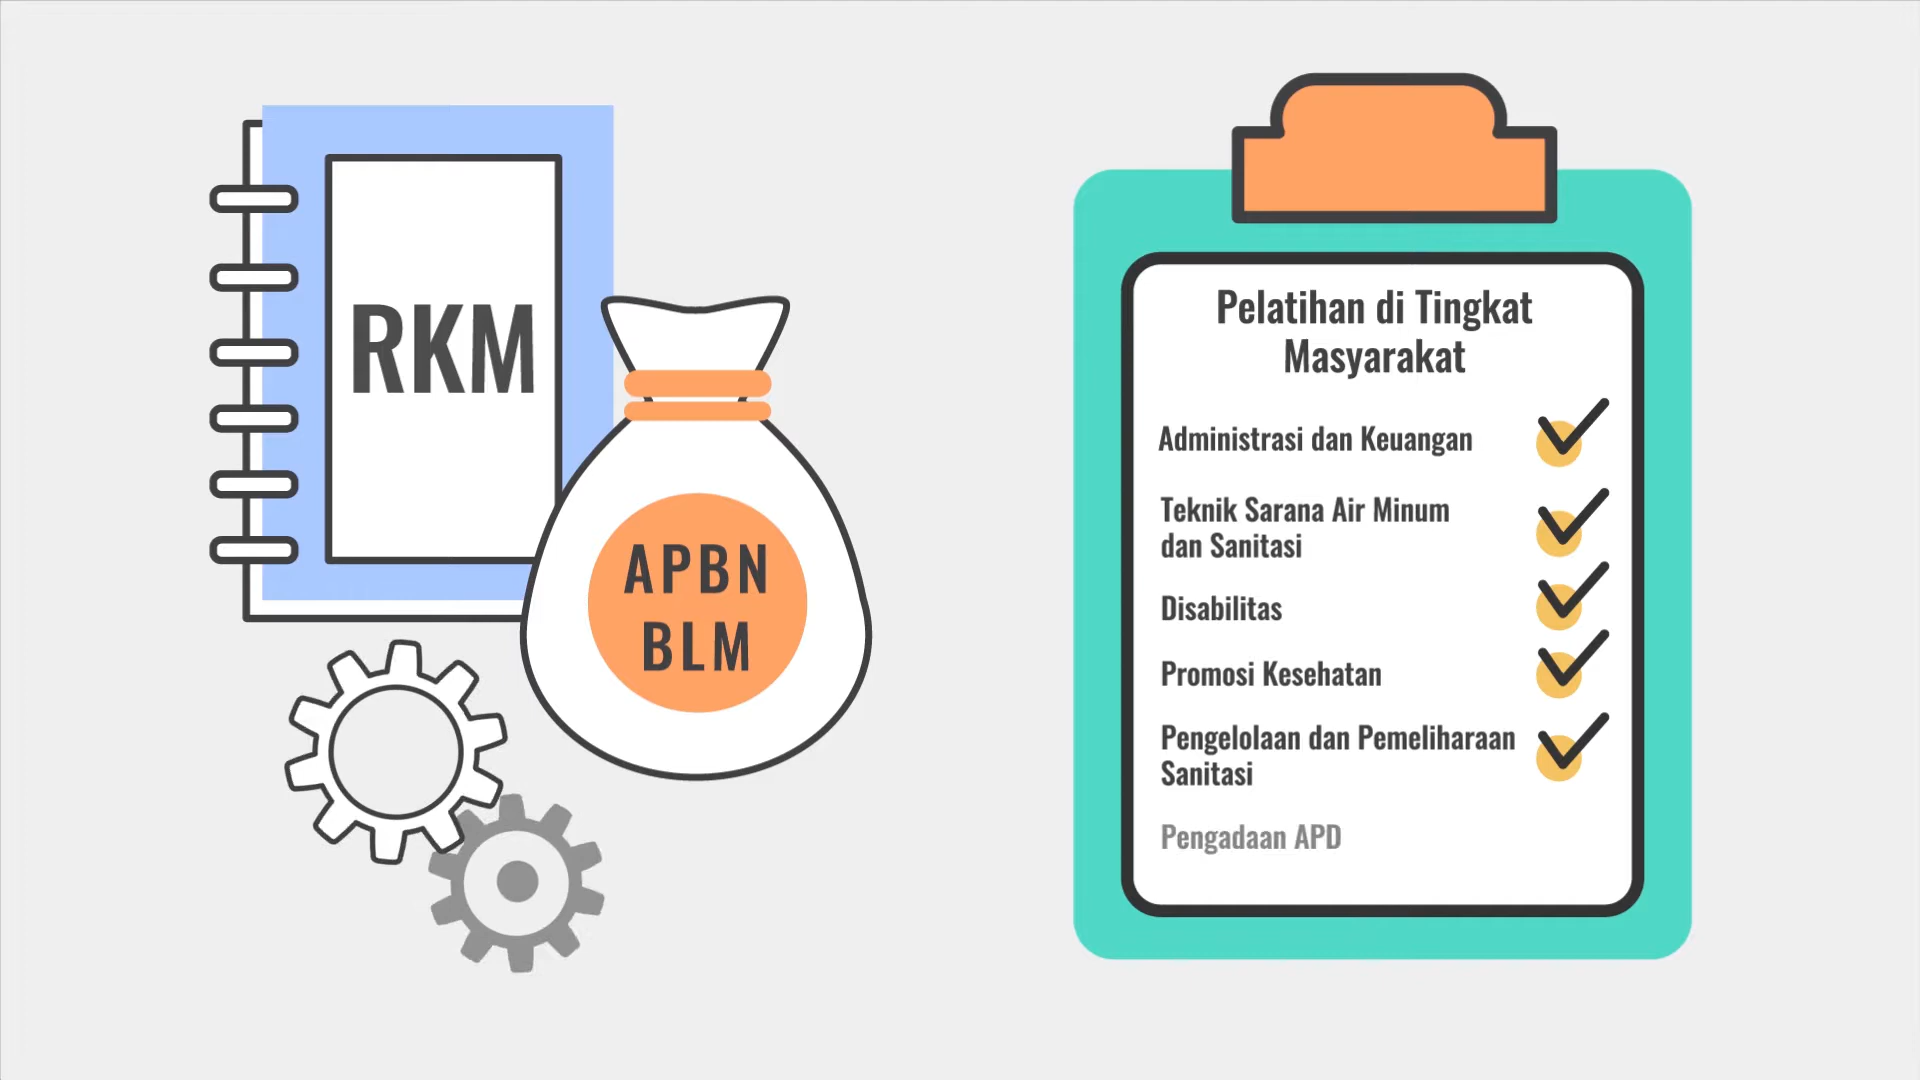 RKM
APBN
BLM
Pelatihan di Tingkat
Masyarakat
Administrasi dan Keuangan
Teknik Sarana Air Minum
dan Sanitasi
Disabilitas
Promosi Kesehatan
Pengelolaan dan Pemeliharaan
Sanitasi
Pengadaan APD